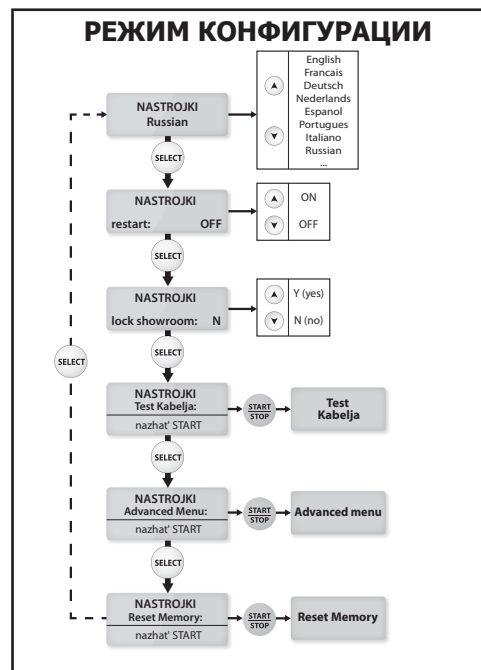 РЕЖИМ КОНФИГУРАЦИИ
NASTROJKI
Russian
English
Francais
Deutsch
Nederlands
Espanol
Portugues
Italiano
Russian
...
SELECT
NASTROJKI
restart: OFF
ON
OFF
SELECT
NASTROJKI
lock showroom: N
Y (yes)
N (no)
SELECT
SELECT
NASTROJKI
Test Kabelja:
nazhat' START
START
STOP
Test
Kabelja
SELECT
NASTROJKI
Advanced Menu:
nazhat' START
START
STOP
Advanced menu
SELECT
NASTROJKI
Reset Memory:
nazhat' START
START
STOP
Reset Memory